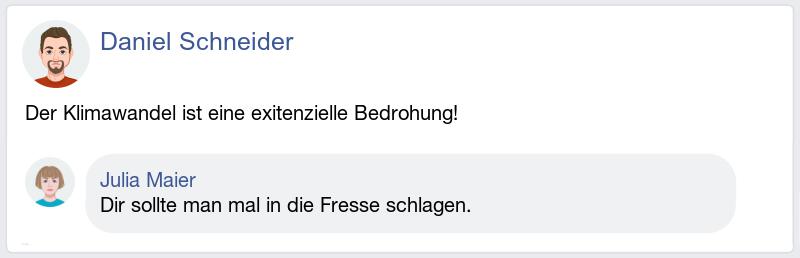 Daniel Schneider
Der Klimawandel ist eine exitenzielle Bedrohung!
Julia Maier
Dir sollte man mal in die Fresse schlagen.